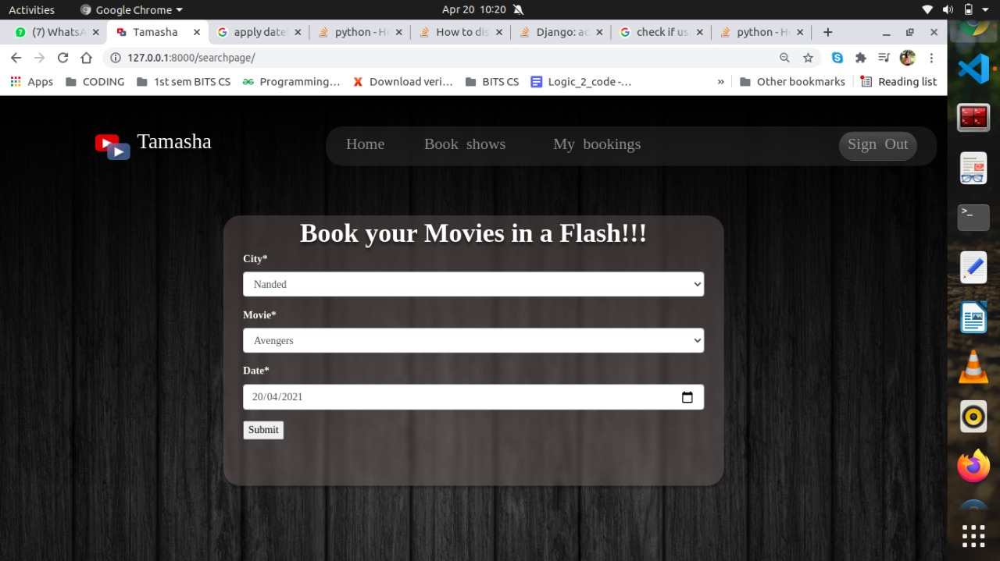 Activities
Google Chrome
Apr 20 10:20
(7) WhatsA
Tamasha
apply date
python - Ho
How to dis
Django: ac
check if us
python - Ho
127.0.0.1:8000/searchpage/
Apps
CODING
1st sem BITS CS
Programming...
Download veri...
BITS CS
Logic_2_code -...
»
Other bookmarks
Reading list
Tamasha
Home
Book shows
My bookings
Sign Out
Book your Movies in a Flash!!!
City*
Nanded
Movie*
Avengers
Date*
20/04/2021
Submit